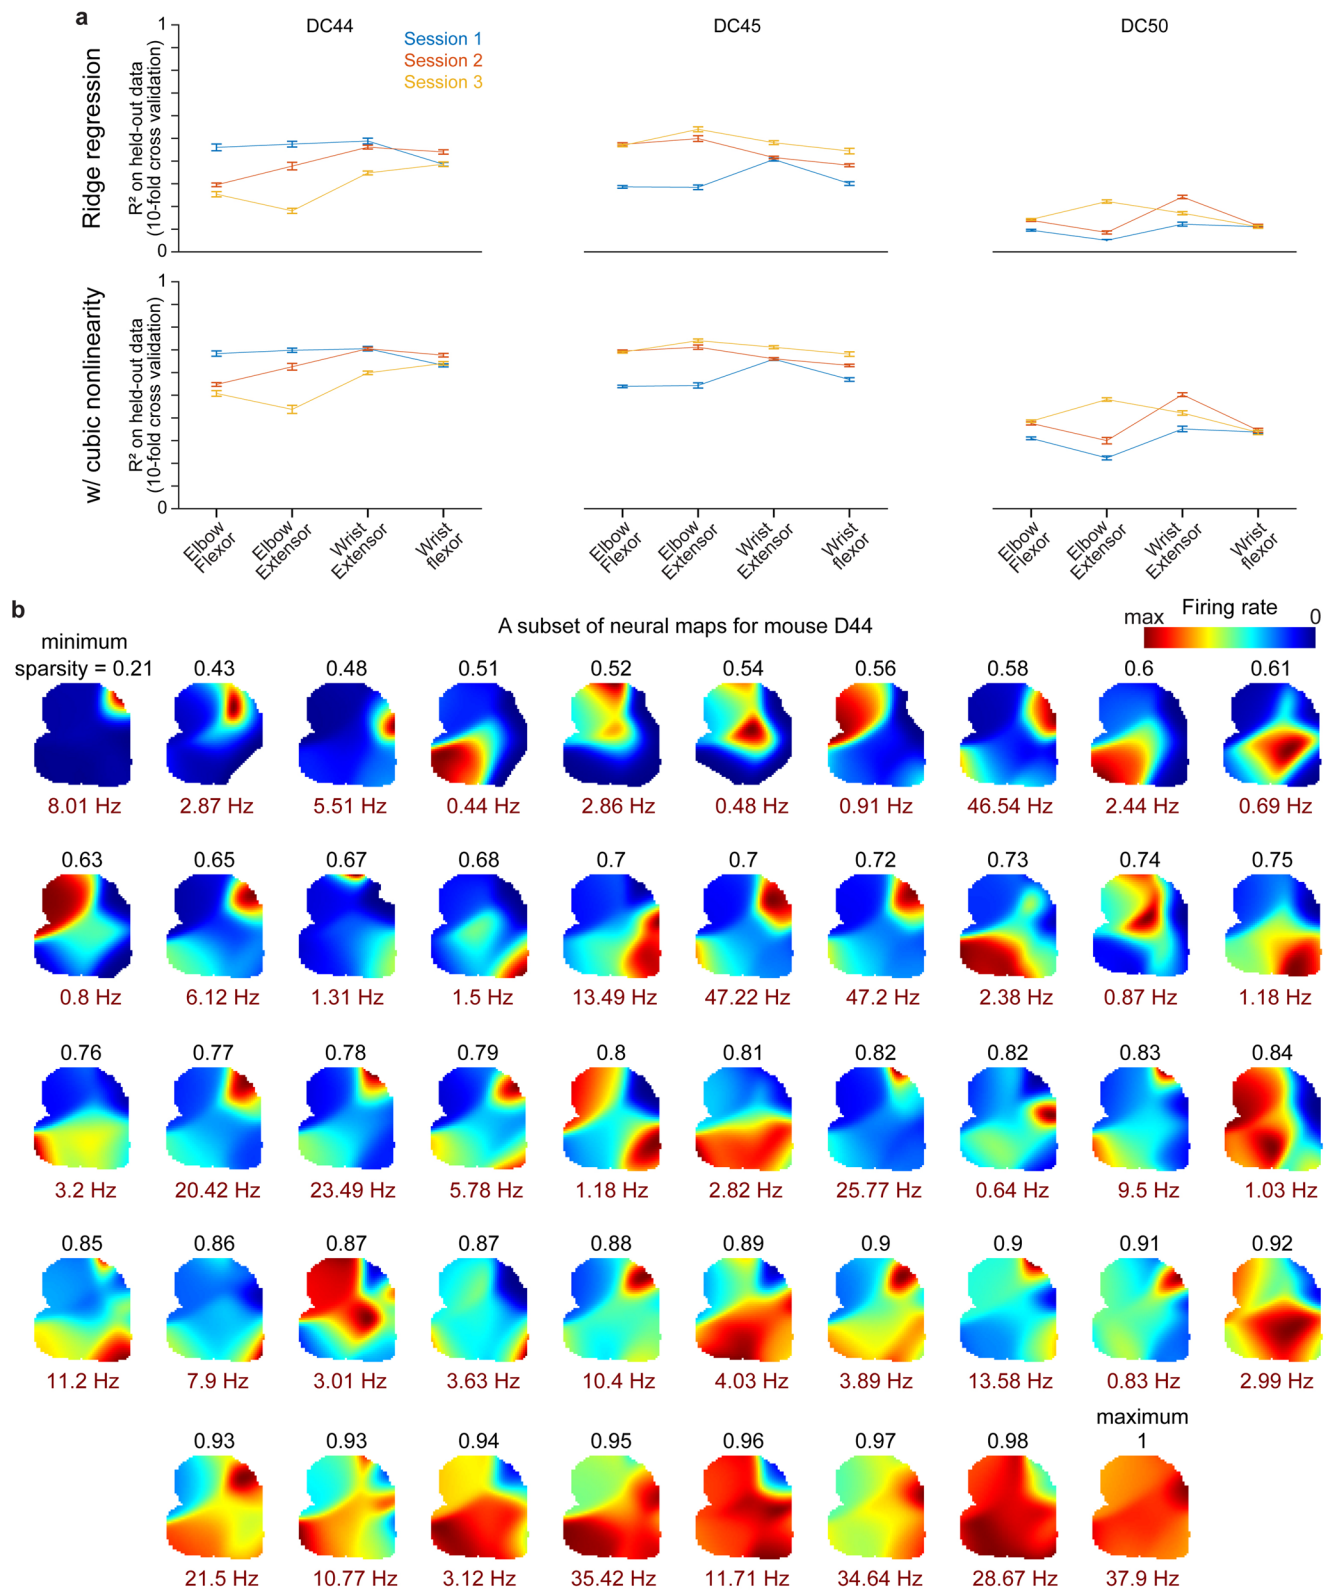 a
DC44
DC45
DC50
Session 1
Session 2
Session 3
Ridge regression
R² on held-out data
(10-fold cross validation)
1
0
w/ cubic nonlinearity
R² on held-out data
(10-fold cross validation)
1
0
Elbow
Flexor
Elbow
Extensor
Wrist
Extensor
Wrist
flexor
Elbow
Flexor
Elbow
Extensor
Wrist
Extensor
Wrist
flexor
Elbow
Flexor
Elbow
Extensor
Wrist
Extensor
Wrist
flexor
b
A subset of neural maps for mouse D44
Firing rate
max 0
minimum
sparsity = 0.21 0.43 0.48 0.51 0.52 0.54 0.56 0.58 0.6 0.61
8.01 Hz 2.87 Hz 5.51 Hz 0.44 Hz 2.86 Hz 0.48 Hz 0.91 Hz 46.54 Hz 2.44 Hz 0.69 Hz
0.63 0.65 0.67 0.68 0.7 0.7 0.72 0.73 0.74 0.75
0.8 Hz 6.12 Hz 1.31 Hz 1.5 Hz 13.49 Hz 47.22 Hz 47.2 Hz 2.38 Hz 0.87 Hz 1.18 Hz
0.76 0.77 0.78 0.79 0.8 0.81 0.82 0.82 0.83 0.84
3.2 Hz 20.42 Hz 23.49 Hz 5.78 Hz 1.18 Hz 2.82 Hz 25.77 Hz 0.64 Hz 9.5 Hz 1.03 Hz
0.85 0.86 0.87 0.87 0.88 0.89 0.9 0.9 0.91 0.92
11.2 Hz 7.9 Hz 3.01 Hz 3.63 Hz 10.4 Hz 4.03 Hz 3.89 Hz 13.58 Hz 0.83 Hz 2.99 Hz
maximum
0.93 0.93 0.94 0.95 0.96 0.97 0.98 1
21.5 Hz 10.77 Hz 3.12 Hz 35.42 Hz 11.71 Hz 34.64 Hz 28.67 Hz 37.9 Hz